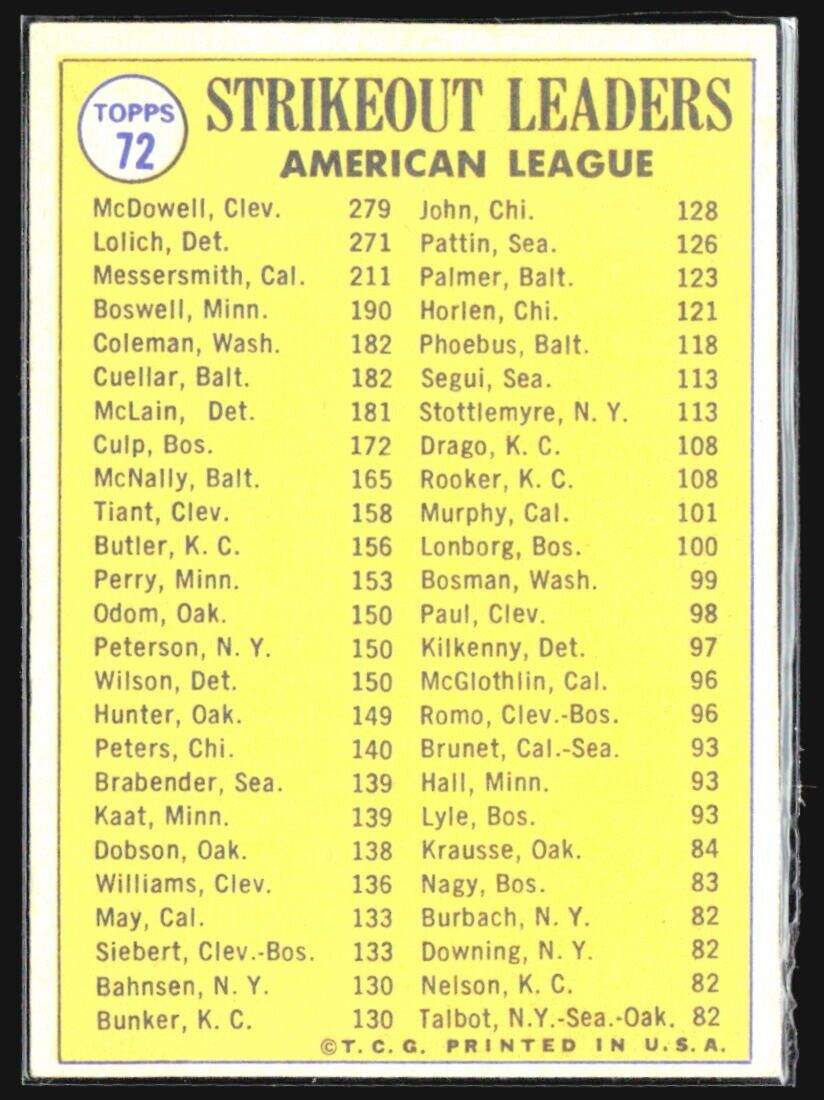 TOPPS
72
STRIKEOUT LEADERS
AMERICAN LEAGUE
McDowell, Clev. 279
Lolich, Det. 271
Messersmith, Cal. 211
Boswell, Minn. 190
Coleman, Wash. 182
Cuellar, Balt. 182
McLain, Det. 181
Culp, Bos. 172
McNally, Balt. 165
Tiant, Clev. 158
Butler, K. C. 156
Perry, Minn. 153
Odom, Oak. 150
Peterson, N. Y. 150
Wilson, Det. 150
Hunter, Oak. 149
Peters, Chi. 140
Brabender, Sea. 139
Kaat, Minn. 139
Dobson, Oak. 138
Williams, Clev. 136
May, Cal. 133
Siebert, Clev.-Bos. 133
Bahnsen, N. Y. 130
Bunker, K. C. 130
John, Chi. 128
Pattin, Sea. 126
Palmer, Balt. 123
Horlen, Chi. 121
Phoebus, Balt. 118
Segui, Sea. 113
Stottlemyre, N. Y. 113
Drago, K. C. 108
Rooker, K. C. 108
Murphy, Cal. 101
Lonborg, Bos. 100
Bosman, Wash. 99
Paul, Clev. 98
Kilkenny, Det. 97
McGlothlin, Cal. 96
Romo, Clev.-Bos. 96
Brunet, Cal.-Sea. 93
Hall, Minn. 93
Lyle, Bos. 93
Krausse, Oak. 84
Nagy, Bos. 83
Burbach, N. Y. 82
Downing, N. Y. 82
Nelson, K. C. 82
Talbot, N.Y.-Sea.-Oak. 82
©T. C. G. PRINTED IN U. S. A.